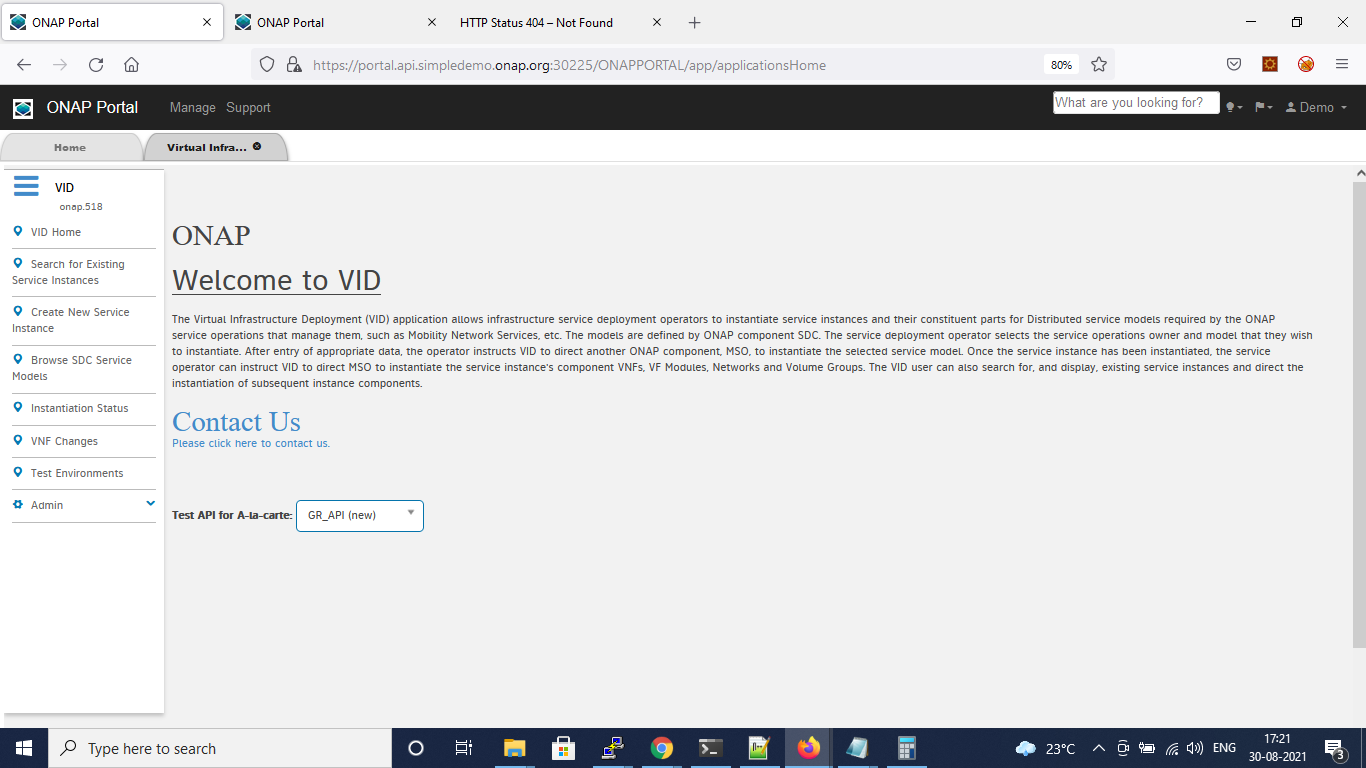 ONAP Portal
ONAP Portal
HTTP Status 404 – Not Found
https://portal.api.simpledemo.onap.org:30225/ONAPPORTAL/app/applicationsHome
80%
ONAP Portal
Manage
Support
What are you looking for?
Demo
Home
Virtual Infra...
VID
onap.518
VID Home
Search for Existing
Service Instances
Create New Service
Instance
Browse SDC Service
Models
Instantiation Status
VNF Changes
Test Environments
Admin
ONAP
Welcome to VID
The Virtual Infrastructure Deployment (VID) application allows infrastructure service deployment operators to instantiate service instances and their constituent parts for Distributed service models required by the ONAP
service operations that manage them, such as Mobility Network Services, etc. The models are defined by ONAP component SDC. The service deployment operator selects the service operations owner and model that they wish
to instantiate. After entry of appropriate data, the operator instructs VID to direct another ONAP component, MSO, to instantiate the selected service model. Once the service instance has been instantiated, the service
operator can instruct VID to direct MSO to instantiate the service instance's component VNFs, VF Modules, Networks and Volume Groups. The VID user can also search for, and display, existing service instances and direct the
instantiation of subsequent instance components.
Contact Us
Please click here to contact us.
Test API for A-la-carte:
GR_API (new)
Type here to search
23°C
ENG
17:21
30-08-2021
3